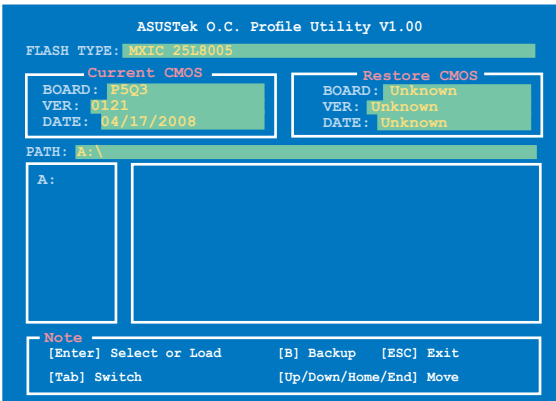 ASUSTek O.C. Profile Utility V1.00
FLASH TYPE: MXIC 25L8005
Current CMOS
BOARD: P5Q3
VER: 0121
DATE: 04/17/2008
Restore CMOS
BOARD: Unknown
VER: Unknown
DATE: Unknown
PATH: A:\
A:
Note
[Enter] Select or Load [B] Backup [ESC] Exit
[Tab] Switch [Up/Down/Home/End] Move